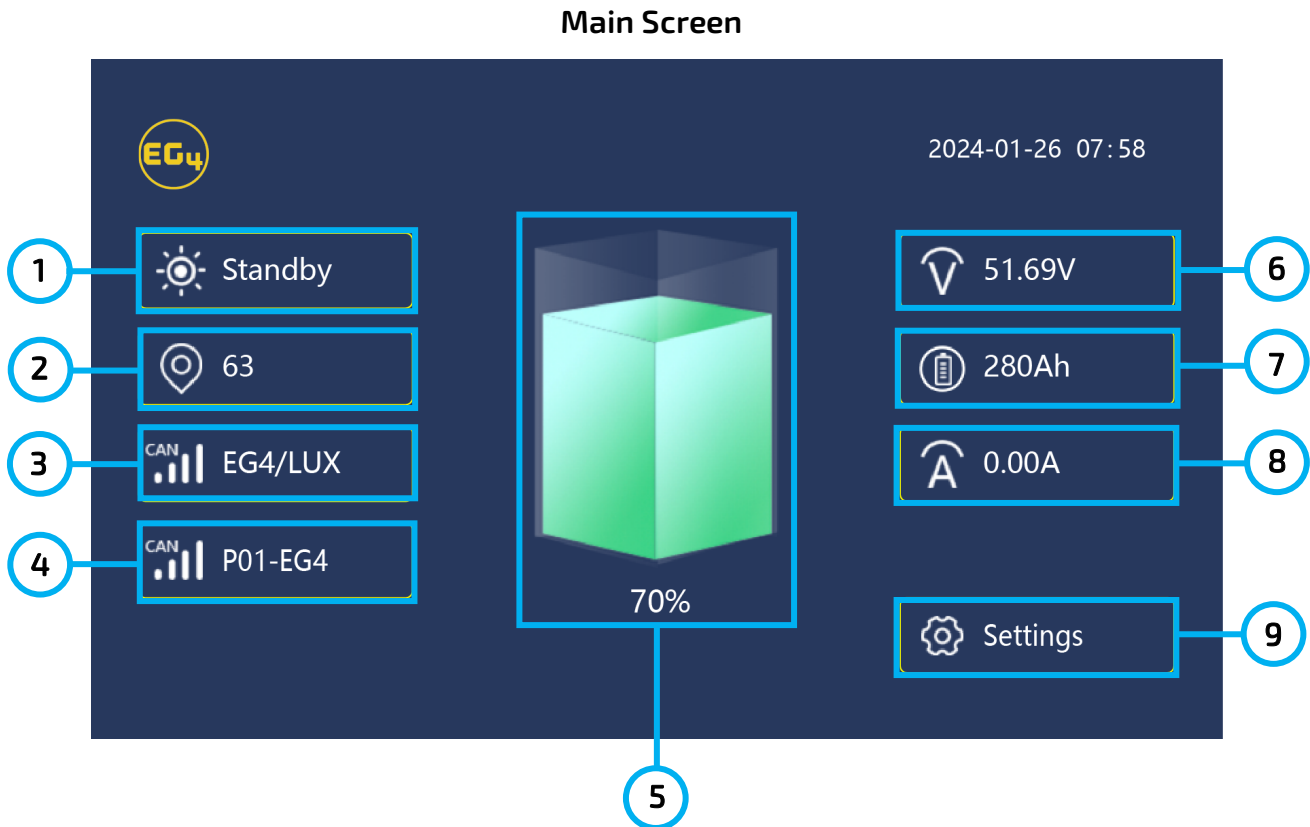 Main Screen
EG4
2024-01-26 07:58
1
Standby
2
63
3
CAN
EG4/LUX
4
CAN
P01-EG4
70%
5
V
51.69V
6
280Ah
7
A
0.00A
8
Settings
9